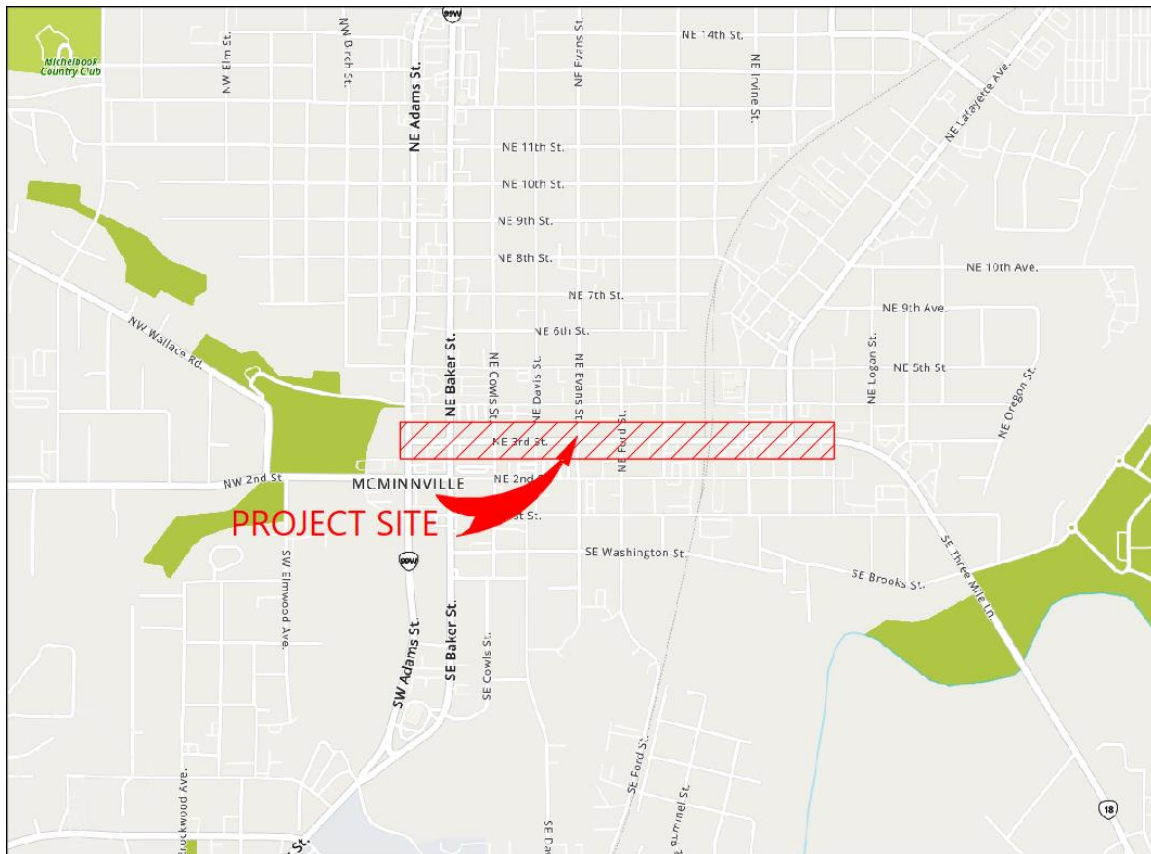 99W
NE 14th St.
NW Elm St.
NW Birch St.
NE Evans St.
NE Irvine St.
Michelbook
Country Club
NE Adams St.
NE Lafayette Ave.
NE 11th St.
NE 10th St.
NE 9th St.
NE 8th St.
NE 10th Ave.
NE 7th St.
NE 9th Ave.
NW Wallace Rd.
NE 6th St.
NE Baker St.
NE Cowls St.
NE Davis St.
NE Evans St.
NE Logan St.
NE 5th St.
NE Oregon St.
NE Ford St.
NE 3rd St.
NW 2nd St
MCMINNVILLE
NE 2nd
PROJECT SITE
st St.
SE Washington St.
99W
SW Elmwood Ave.
SE Brooks St.
SE Three Mile Ln.
SW Adams St.
SE Baker St.
SE Cowls St.
SE Ford St.
rockwood Ave.
18
St.